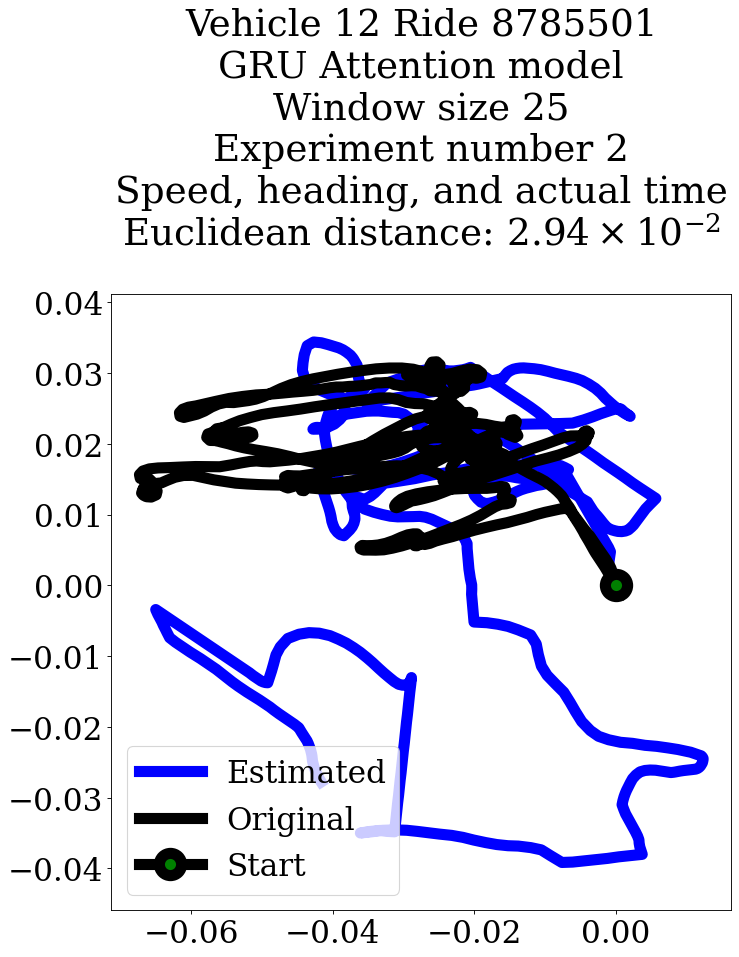 Vehicle 12 Ride 8785501
GRU Attention model
Window size 25
Experiment number 2
Speed, heading, and actual time
Euclidean distance: 2.94 × 10⁻²
0.04
0.03
0.02
0.01
0.00
−0.01
−0.02
−0.03
−0.04
Estimated
Original
Start
−0.06
−0.04
−0.02
0.00